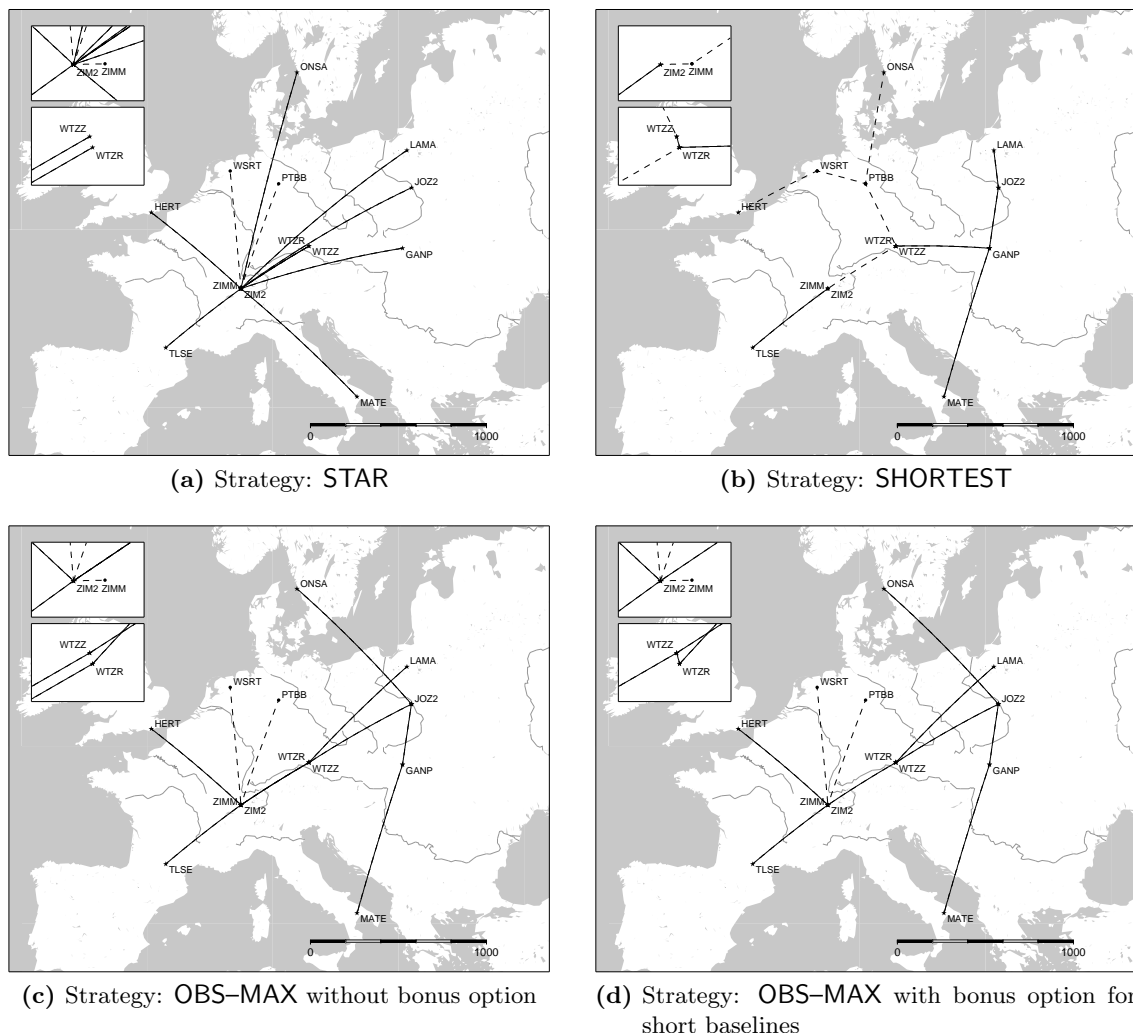 ZIM2
ZIMM
WTZZ
WTZR
ONSA
LAMA
WSRT
PTBB
JOZ2
HERT
WTZR
WTZZ
GANP
ZIMM
ZIM2
TLSE
MATE
0 1000
(a) Strategy: STAR
ZIM2
ZIMM
WTZZ
WTZR
ONSA
LAMA
WSRT
PTBB
JOZ2
HERT
WTZR
WTZZ
GANP
ZIMM
ZIM2
TLSE
MATE
0 1000
(b) Strategy: SHORTEST
ZIM2 ZIMM
WTZZ
WTZR
ONSA
LAMA
WSRT
PTBB
JOZ2
HERT
WTZR
WTZZ
GANP
ZIMM
ZIM2
TLSE
MATE
0 1000
(c) Strategy: OBS–MAX without bonus option
ZIM2 ZIMM
WTZZ
WTZR
ONSA
LAMA
WSRT
PTBB
JOZ2
HERT
WTZR
WTZZ
GANP
ZIMM
ZIM2
TLSE
MATE
0 1000
(d) Strategy: OBS–MAX with bonus option for
short baselines